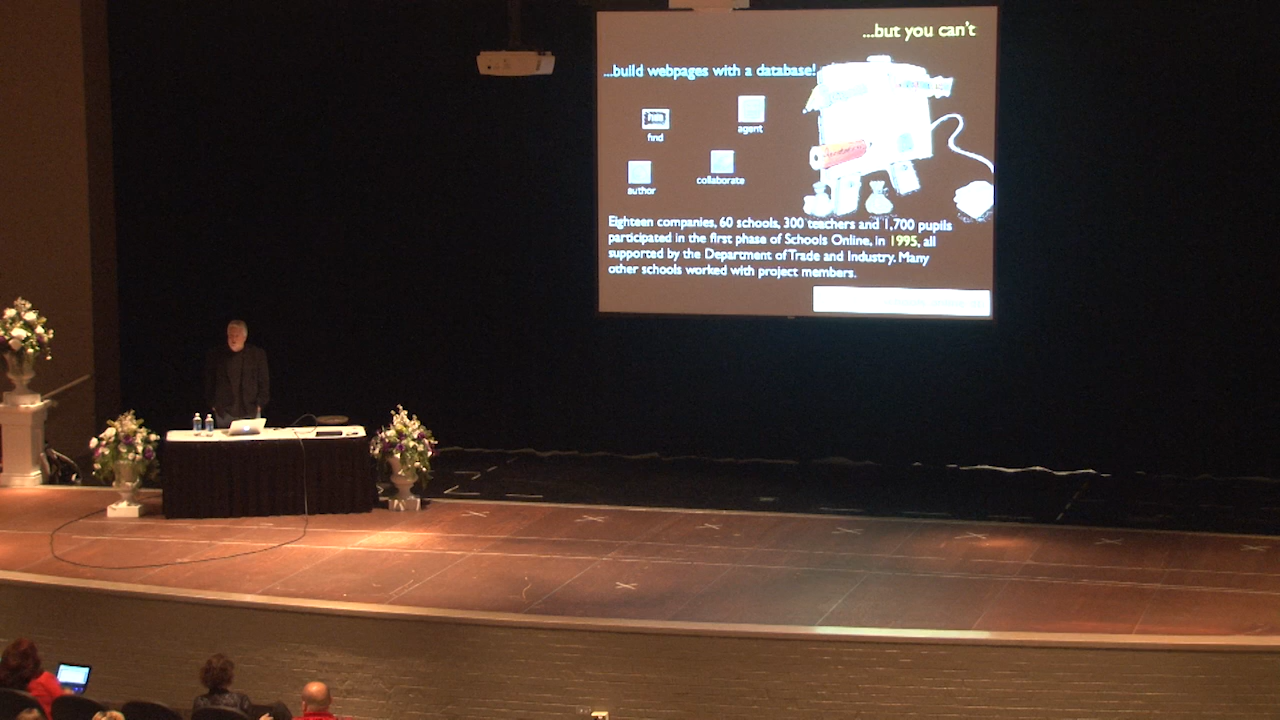 ...but you can't
...build webpages with a database!
find
agent
author
collaborate
Eighteen companies, 60 schools, 300 teachers and 1,700 pupils
participated in the first phase of Schools Online, in 1995, all
supported by the Department of Trade and Industry. Many
other schools worked with project members.